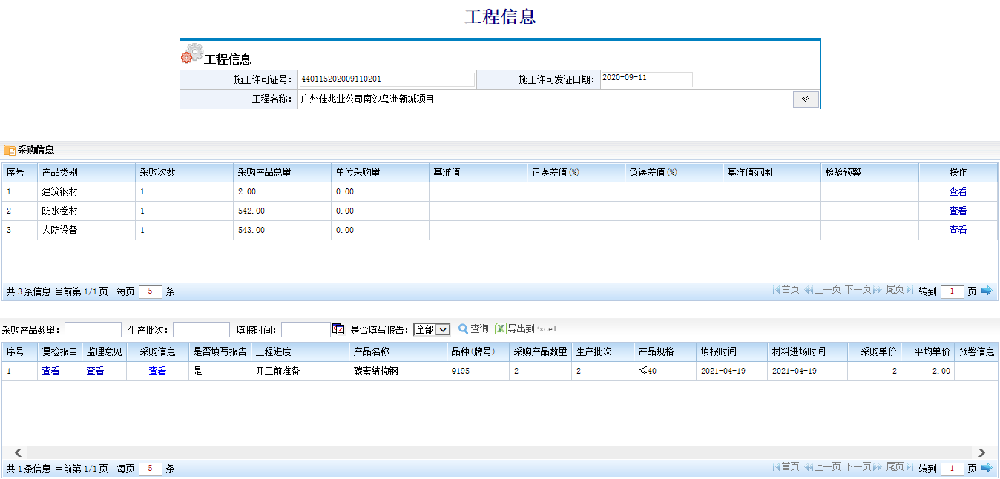 工程信息
工程信息
施工许可证号： 440115202009110201 施工许可发证日期： 2020-09-11
工程名称： 广州佳兆业公司南沙乌洲新城项目
采购信息
序号 产品类别 采购次数 采购产品总量 单位采购量 基准值 正误差值(%) 负误差值(%) 基准值范围 检验预警 操作
1 建筑钢材 1 2.00 0.00 查看
2 防水卷材 1 542.00 0.00 查看
3 人防设备 1 543.00 0.00 查看
共 3 条信息 当前第 1/1 页 每页 5 条 首页 上一页 下一页 尾页 转到 1 页
采购产品数量： 生产批次： 填报时间： 是否填写报告： 全部 查询 导出到Excel
序号 复检报告 监理意见 采购信息 是否填写报告 工程进度 产品名称 品种(牌号) 采购产品数量 生产批次 产品规格 填报时间 材料进场时间 采购单价 平均单价 预警信息
1 查看 查看 查看 是 开工前准备 碳素结构钢 Q195 2 2 ≤40 2021-04-19 2021-04-19 2 2.00
共 1 条信息 当前第 1/1 页 每页 5 条 首页 上一页 下一页 尾页 转到 1 页